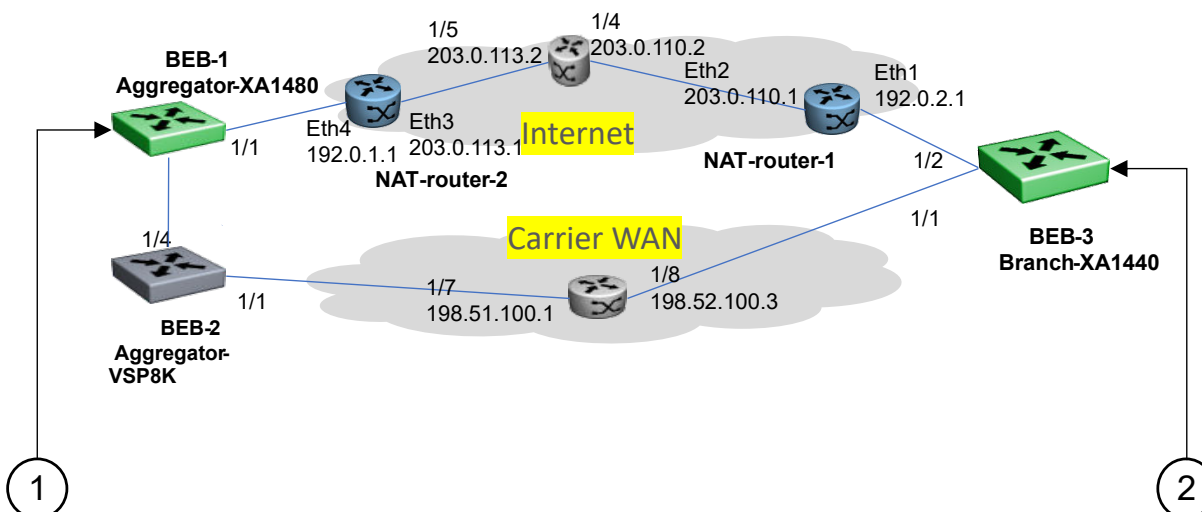 1/5
203.0.113.2
1/4
203.0.110.2
BEB-1
Aggregator-XA1480
Eth2
203.0.110.1
Eth1
192.0.2.1
1/1
Eth4
192.0.1.1
Eth3
203.0.113.1
NAT-router-2
Internet
NAT-router-1
1/2
1/1
BEB-3
Branch-XA1440
1/4
1/1
BEB-2
Aggregator-
VSP8K
Carrier WAN
1/7
198.51.100.1
1/8
198.52.100.3
1
2